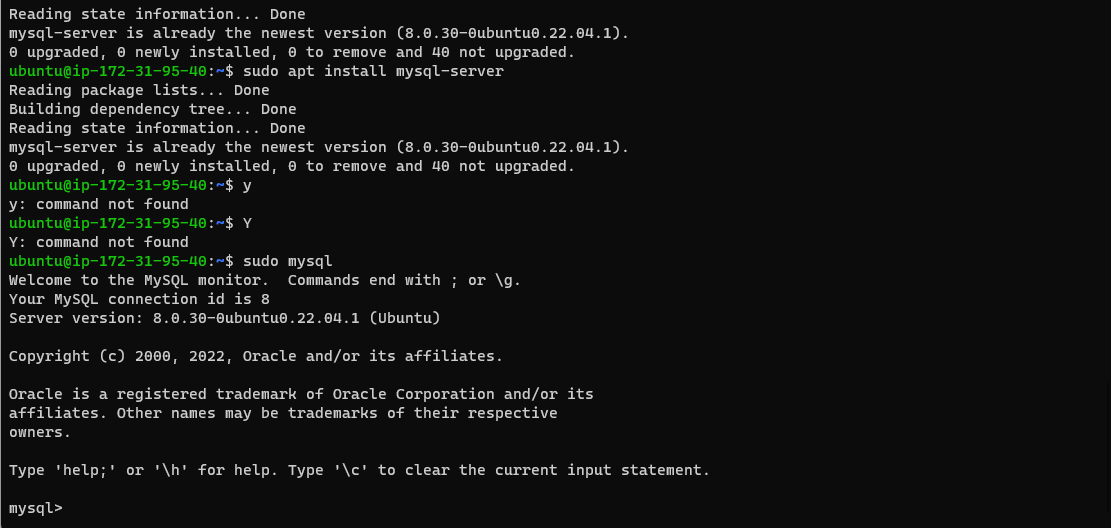 Reading state information... Done
mysql-server is already the newest version (8.0.30-0ubuntu0.22.04.1).
0 upgraded, 0 newly installed, 0 to remove and 40 not upgraded.
ubuntu@ip-172-31-95-40:~$ sudo apt install mysql-server
Reading package lists... Done
Building dependency tree... Done
Reading state information... Done
mysql-server is already the newest version (8.0.30-0ubuntu0.22.04.1).
0 upgraded, 0 newly installed, 0 to remove and 40 not upgraded.
ubuntu@ip-172-31-95-40:~$ y
y: command not found
ubuntu@ip-172-31-95-40:~$ Y
Y: command not found
ubuntu@ip-172-31-95-40:~$ sudo mysql
Welcome to the MySQL monitor.  Commands end with ; or \g.
Your MySQL connection id is 8
Server version: 8.0.30-0ubuntu0.22.04.1 (Ubuntu)

Copyright (c) 2000, 2022, Oracle and/or its affiliates.

Oracle is a registered trademark of Oracle Corporation and/or its
affiliates. Other names may be trademarks of their respective
owners.

Type 'help;' or '\h' for help. Type '\c' to clear the current input statement.

mysql>